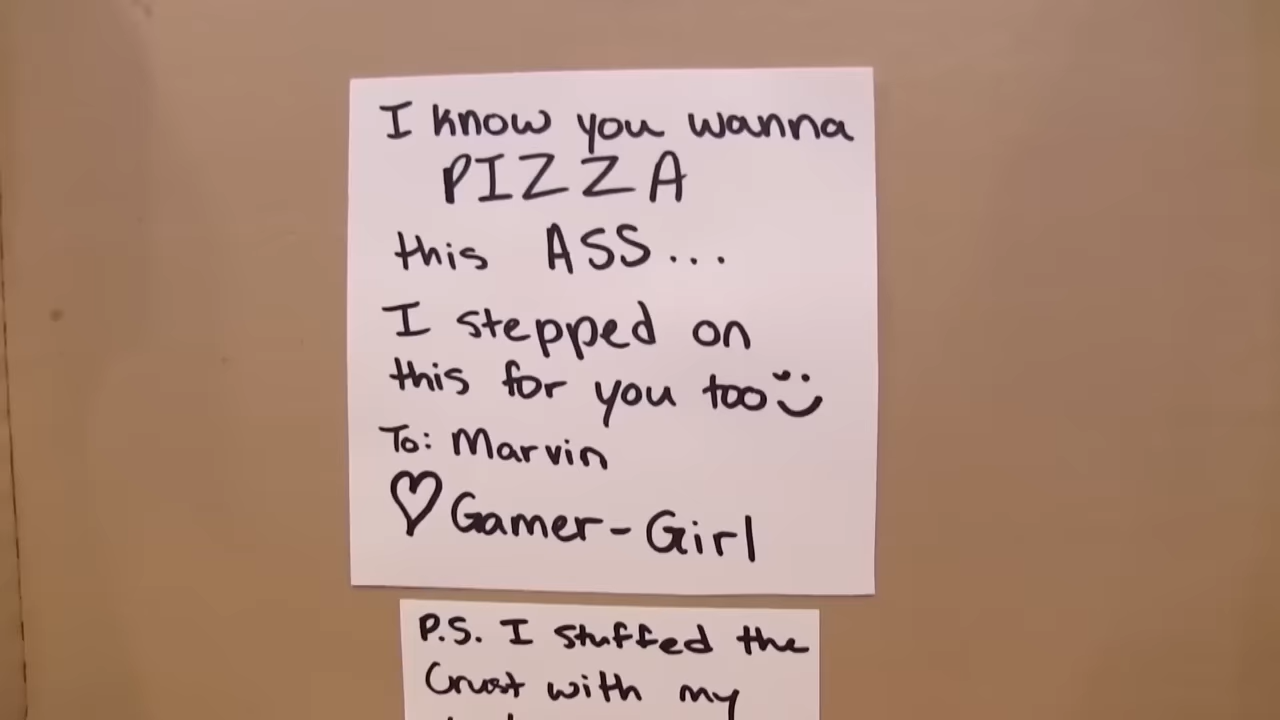 I know you wanna
PIZZA
this ASS...
I stepped on
this for you too
To: Marvin
♡ Gamer-Girl
P.S. I stuffed the
Crust with my